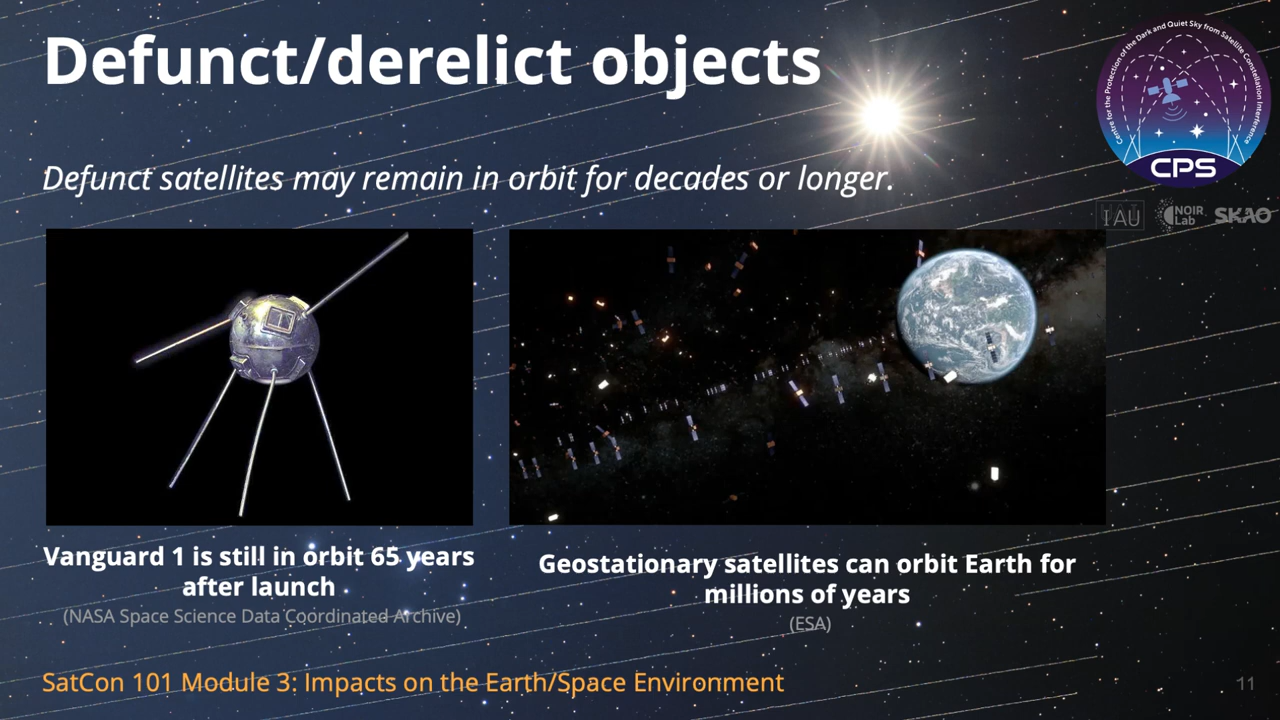 Defunct/derelict objects
Centre for the Protection of the Dark and Quiet Sky from Satellite Constellation Interference
CPS
Defunct satellites may remain in orbit for decades or longer.
IAU
NOIR
Lab
SKAO
Vanguard 1 is still in orbit 65 years
after launch
(NASA Space Science Data Coordinated Archive)
Geostationary satellites can orbit Earth for
millions of years
(ESA)
SatCon 101 Module 3: Impacts on the Earth/Space Environment
11